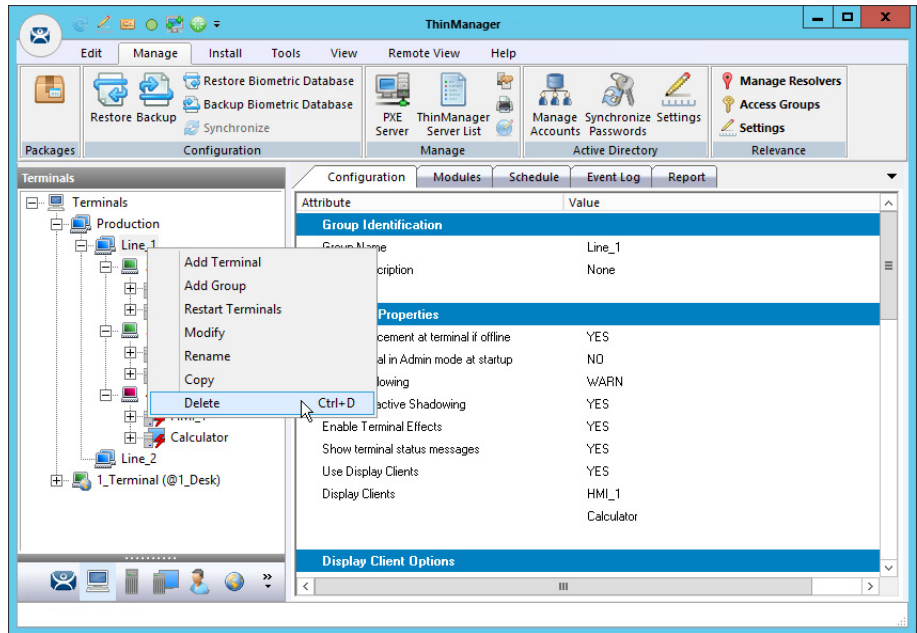 ThinManager
Edit Manage Install Tools View Remote View Help
Restore Backup
Restore Biometric Database
Backup Biometric Database
Synchronize
PXE Server
ThinManager Server List
Manage Accounts
Synchronize Passwords
Settings
Manage Resolvers
Access Groups
Settings
Packages Configuration Manage Active Directory Relevance
Terminals
Terminals
Production
Line_1
Add Terminal
Add Group
Restart Terminals
Modify
Rename
Copy
Delete Ctrl+D
Calculator
Line_2
1_Terminal (@1_Desk)
Configuration Modules Schedule Event Log Report
Attribute Value
Group Identification
Group Name Line_1
cription None
Properties
cement at terminal if offline YES
al in Admin mode at startup NO
lowing WARN
active Shadowing YES
Enable Terminal Effects YES
Show terminal status messages YES
Use Display Clients YES
Display Clients HMI_1
Calculator
Display Client Options